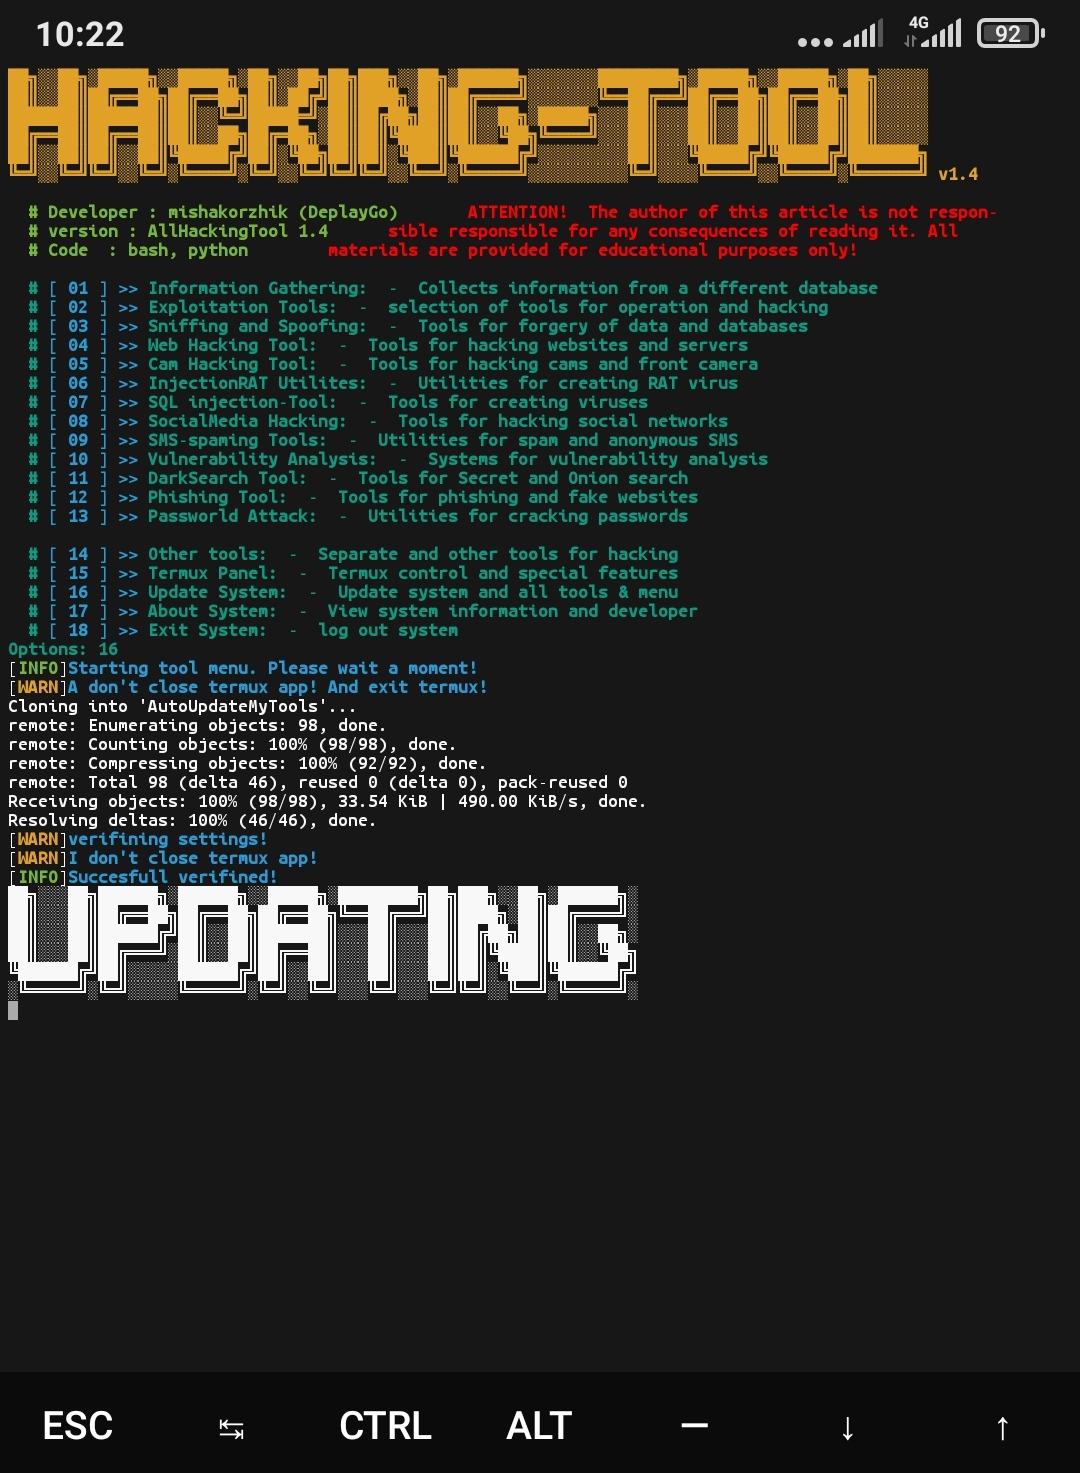 10:22
4G
92
HACKING-TOOL v1.4
# Developer : mishakorzhik (DeplayGo) ATTENTION! The author of this article is not respon-
# version : AllHackingTool 1.4 sible responsible for any consequences of reading it. All
# Code : bash, python materials are provided for educational purposes only!
# [ 01 ] >> Information Gathering: - Collects information from a different database
# [ 02 ] >> Exploitation Tools: - selection of tools for operation and hacking
# [ 03 ] >> Sniffing and Spoofing: - Tools for forgery of data and databases
# [ 04 ] >> Web Hacking Tool: - Tools for hacking websites and servers
# [ 05 ] >> Cam Hacking Tool: - Tools for hacking cams and front camera
# [ 06 ] >> InjectionRAT Utilites: - Utilities for creating RAT virus
# [ 07 ] >> SQL injection-Tool: - Tools for creating viruses
# [ 08 ] >> SocialMedia Hacking: - Tools for hacking social networks
# [ 09 ] >> SMS-spaming Tools: - Utilities for spam and anonymous SMS
# [ 10 ] >> Vulnerability Analysis: - Systems for vulnerability analysis
# [ 11 ] >> DarkSearch Tool: - Tools for Secret and Onion search
# [ 12 ] >> Phishing Tool: - Tools for phishing and fake websites
# [ 13 ] >> Passworld Attack: - Utilities for cracking passwords
# [ 14 ] >> Other tools: - Separate and other tools for hacking
# [ 15 ] >> Termux Panel: - Termux control and special features
# [ 16 ] >> Update System: - Update system and all tools & menu
# [ 17 ] >> About System: - View system information and developer
# [ 18 ] >> Exit System: - log out system
Options: 16
[INFO]Starting tool menu. Please wait a moment!
[WARN]A don't close termux app! And exit termux!
Cloning into 'AutoUpdateMyTools'...
remote: Enumerating objects: 98, done.
remote: Counting objects: 100% (98/98), done.
remote: Compressing objects: 100% (92/92), done.
remote: Total 98 (delta 46), reused 0 (delta 0), pack-reused 0
Receiving objects: 100% (98/98), 33.54 KiB | 490.00 KiB/s, done.
Resolving deltas: 100% (46/46), done.
[WARN]verifining settings!
[WARN]I don't close termux app!
[INFO]Succesfull verifined!
UPDATING
ESC ↹ CTRL ALT — ↓ ↑